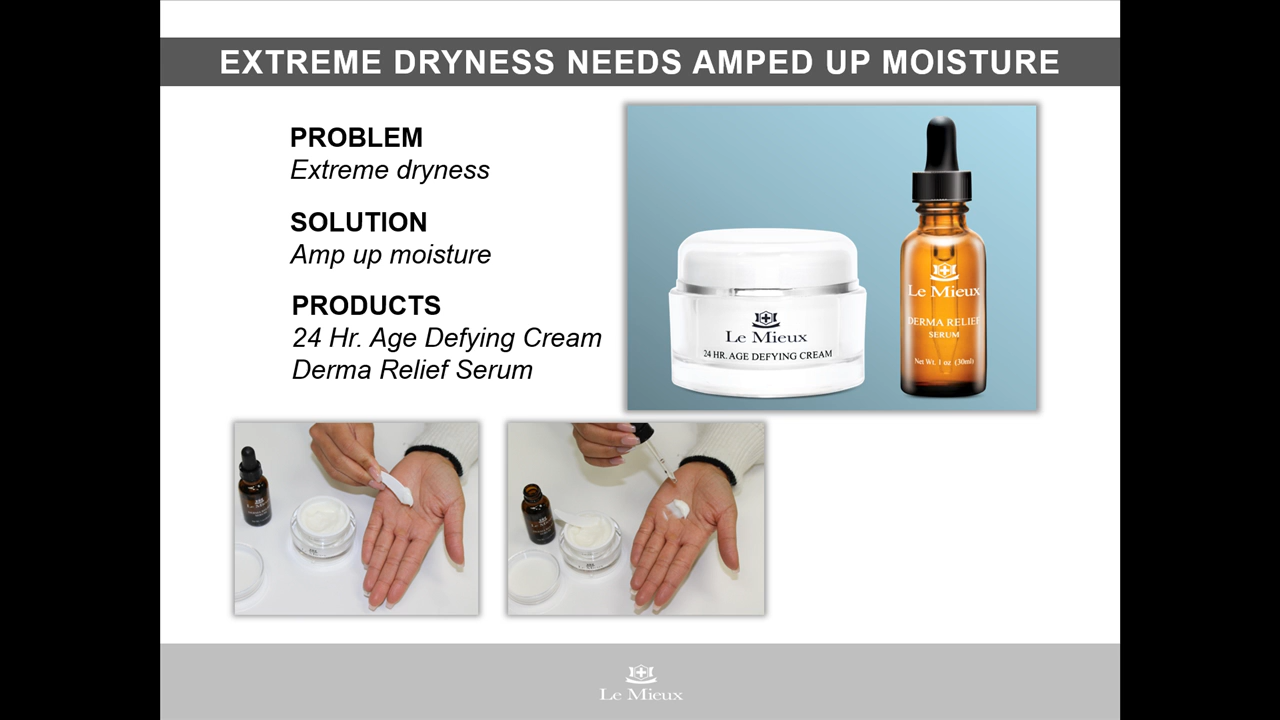 EXTREME DRYNESS NEEDS AMPED UP MOISTURE
PROBLEM
Extreme dryness
SOLUTION
Amp up moisture
PRODUCTS
24 Hr. Age Defying Cream
Derma Relief Serum
Le Mieux
24 HR. AGE DEFYING CREAM
Le Mieux
DERMA RELIEF
SERUM
Net Wt. 1 oz (30ml)
Le Mieux